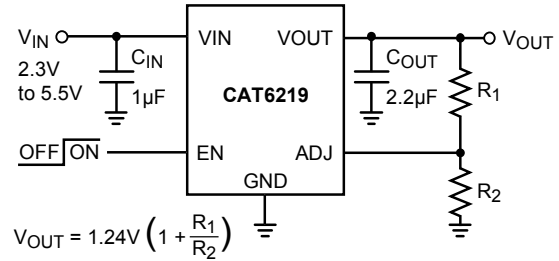 VIN VIN VOUT VOUT
2.3V
to 5.5V
CIN
1µF
CAT6219
COUT
2.2µF
R1
OFF ON EN ADJ
GND
R2
VOUT = 1.24V (1 + R1/R2)